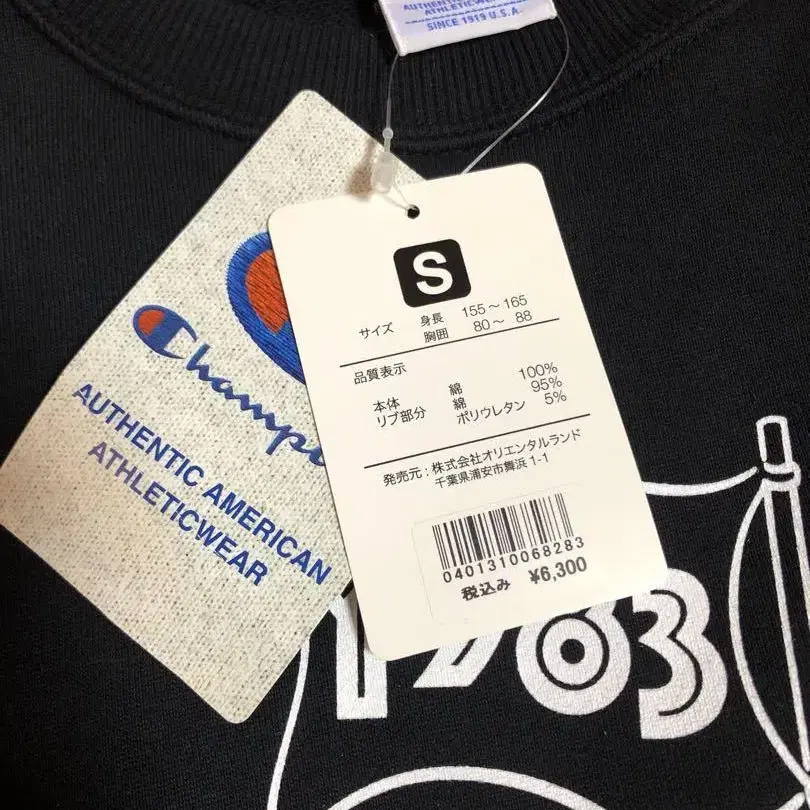 ATHLETICWEAR
SINCE 1919 U.S.A.
Champi
AUTHENTIC AMERICAN
ATHLETICWEAR
S
サイズ 身長 155～165
胸囲 80～ 88
品質表示
本体 綿 100%
リブ部分 綿 95%
ポリウレタン 5%
発売元：株式会社オリエンタルランド
千葉県浦安市舞浜 1-1
0401310068283
税込み ¥6,300
1983